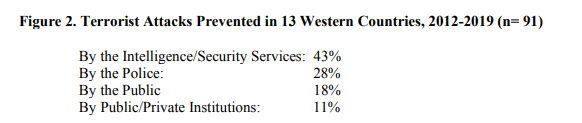 Figure 2. Terrorist Attacks Prevented in 13 Western Countries, 2012-2019 (n= 91)
By the Intelligence/Security Services: 43%
By the Police: 28%
By the Public 18%
By Public/Private Institutions: 11%